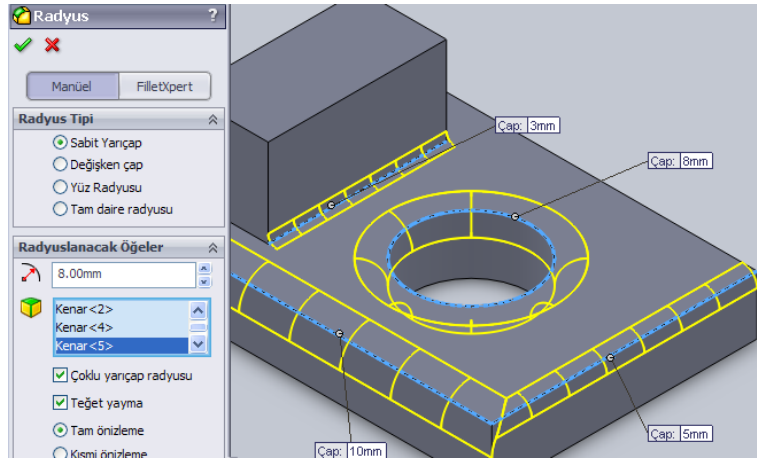 Radyus ?
Manüel FilletXpert
Radyus Tipi
Sabit Yarıçap
Değişken çap
Yüz Radyusu
Tam daire radyusu
Radyuslanacak Öğeler
8.00mm
Kenar<2>
Kenar<4>
Kenar<5>
Çoklu yarıçap radyusu
Teğet yayma
Tam önizleme
Kısmi önizleme
Çap: 3mm
Çap: 8mm
Çap: 5mm
Çap: 10mm